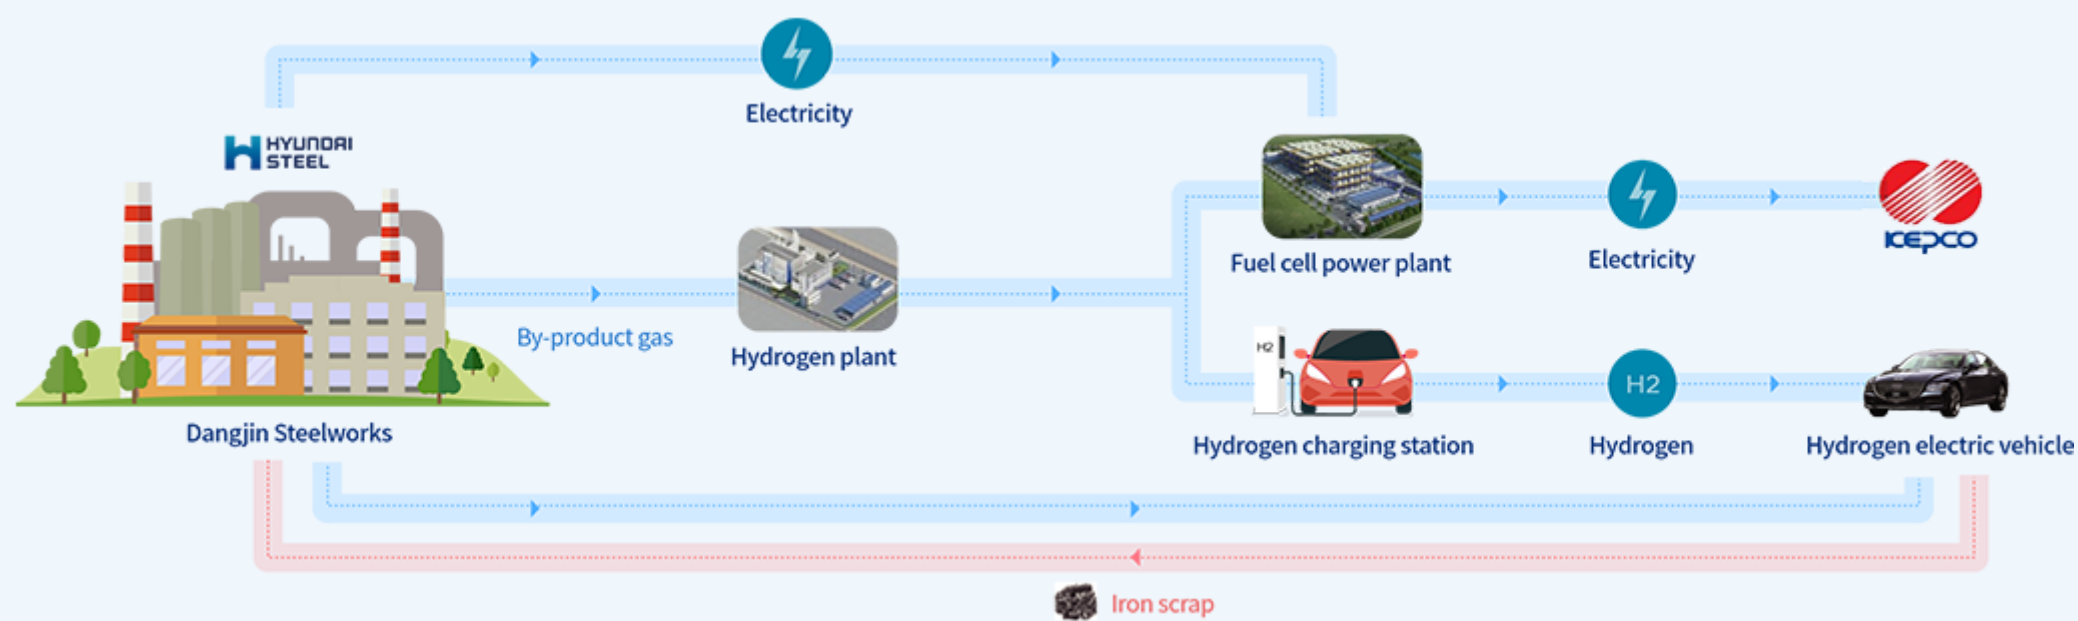 Electricity
HYUNDAI
STEEL
Fuel cell power plant
Electricity
KEPCO
By-product gas
Hydrogen plant
H2
H2
Dangjin Steelworks
Hydrogen charging station
Hydrogen
Hydrogen electric vehicle
Iron scrap